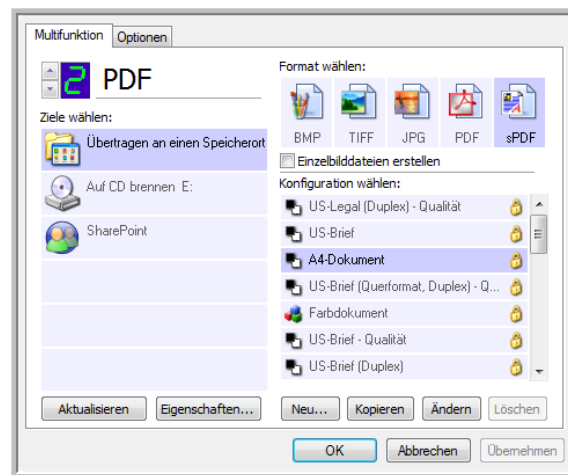 Multifunktion
Optionen
2 PDF
Ziele wählen:
Übertragen an einen Speicherort
Auf CD brennen E:
SharePoint
Aktualisieren
Eigenschaften...
Format wählen:
BMP TIFF JPG PDF sPDF
Einzelbilddateien erstellen
Konfiguration wählen:
US-Legal (Duplex) - Qualität
US-Brief
A4-Dokument
US-Brief (Querformat, Duplex) - Q...
Farbdokument
US-Brief - Qualität
US-Brief (Duplex)
Neu...
Kopieren
Ändern
Löschen
OK
Abbrechen
Übernehmen